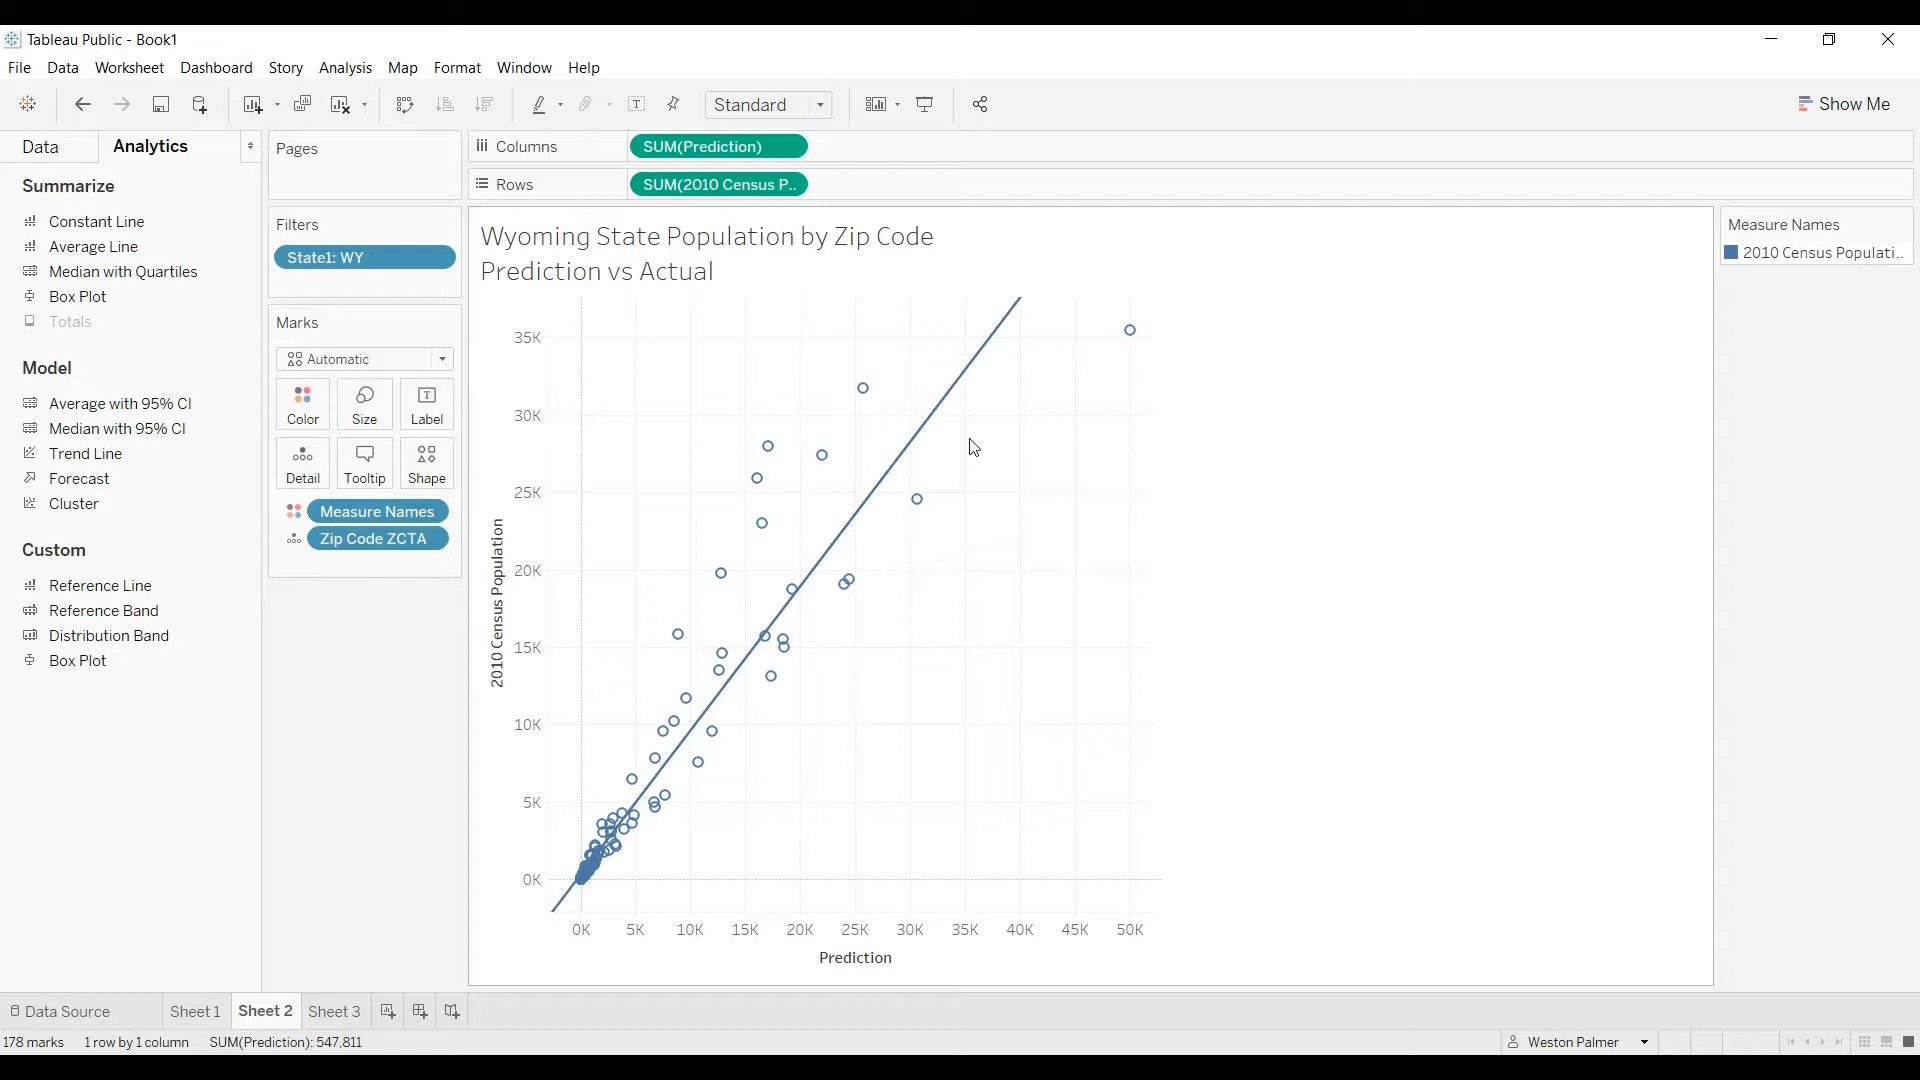 Tableau Public - Book1
File Data Worksheet Dashboard Story Analysis Map Format Window Help
Standard
Show Me
Data Analytics
Summarize
Constant Line
Average Line
Median with Quartiles
Box Plot
Totals
Model
Average with 95% CI
Median with 95% CI
Trend Line
Forecast
Cluster
Custom
Reference Line
Reference Band
Distribution Band
Box Plot
Pages
Filters
State1: WY
Marks
Automatic
Color Size Label
Detail Tooltip Shape
Measure Names
Zip Code ZCTA
Columns SUM(Prediction)
Rows SUM(2010 Census P..
Wyoming State Population by Zip Code
Prediction vs Actual
35K
30K
25K
20K
15K
10K
5K
0K
2010 Census Population
0K 5K 10K 15K 20K 25K 30K 35K 40K 45K 50K
Prediction
Measure Names
2010 Census Populati..
Data Source Sheet 1 Sheet 2 Sheet 3
178 marks 1 row by 1 column SUM(Prediction): 547,811
Weston Palmer